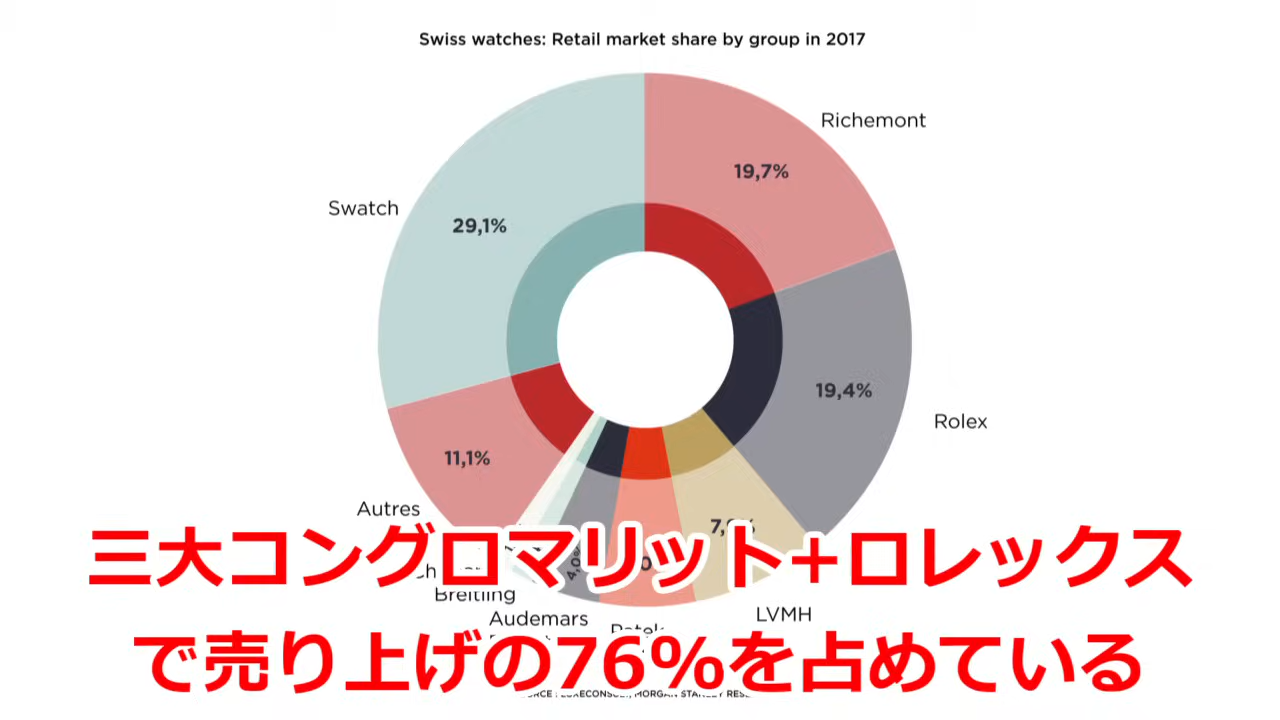 Swiss watches: Retail market share by group in 2017
Richemont
19,7%
Swatch
29,1%
19,4%
Rolex
11,1%
Autres
三大コングロマリット+ロレックス
Breitling
Audemars
LVMH
で売り上げの76%を占めている